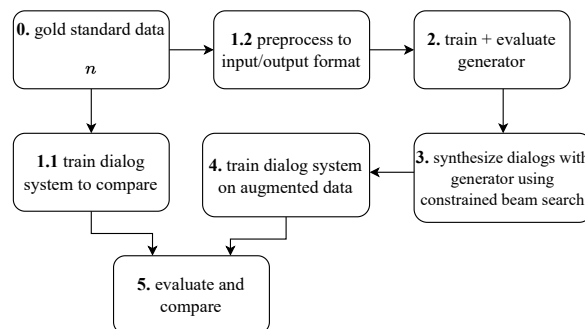 0. gold standard data
n
1.2 preprocess to
input/output format
2. train + evaluate
generator
1.1 train dialog
system to compare
4. train dialog system
on augmented data
3. synthesize dialogs with
generator using
constrained beam search
5. evaluate and
compare